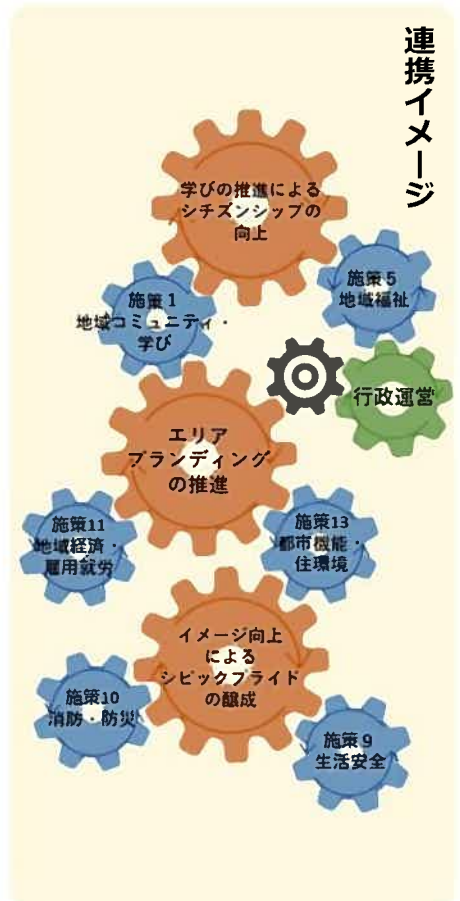 連携イメージ
学びの推進による
シチズンシップの
向上
施策5
地域福祉
施策1
地域コミュニティ・
学び
行政運営
エリア
ブランディング
の推進
施策11
地域経済・
雇用就労
施策13
都市機能・
住環境
イメージ向上
による
シビックプライド
の醸成
施策10
消防・防災
施策9
生活安全